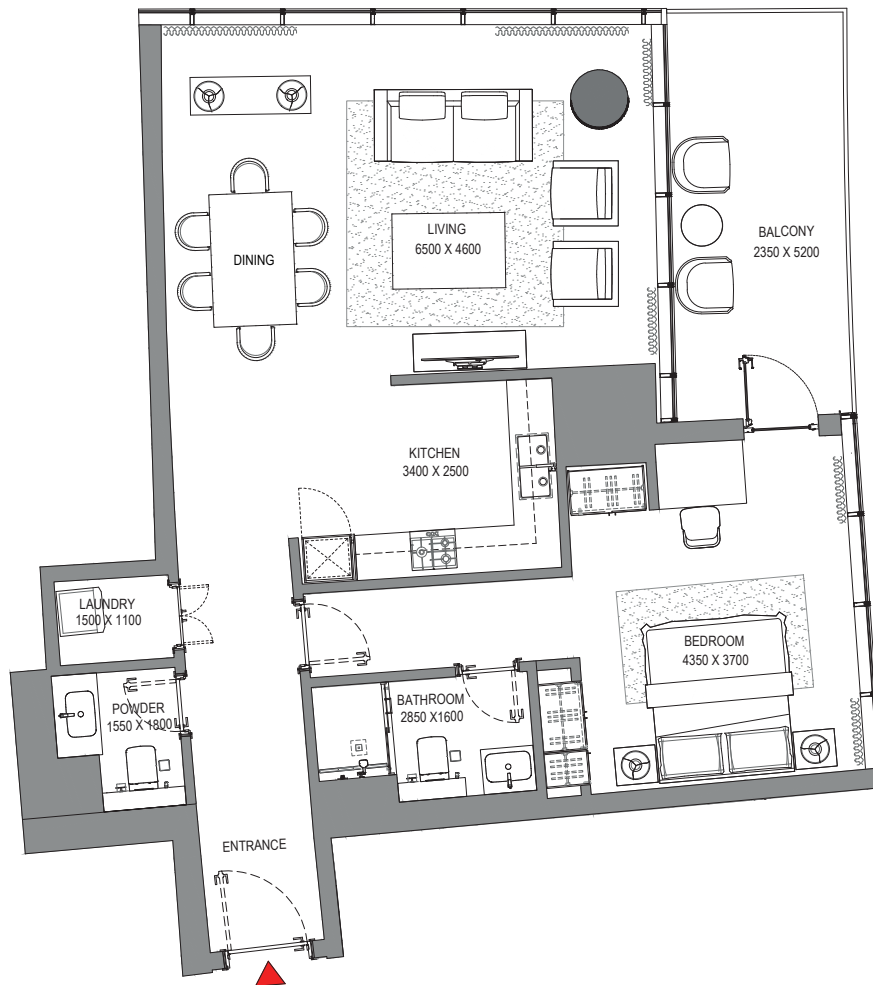 LIVING
6500 X 4600
BALCONY
2350 X 5200
DINING
KITCHEN
3400 X 2500
LAUNDRY
1500 X 1100
BEDROOM
4350 X 3700
BATHROOM
2850 X1600
POWDER
1550 X 1800
ENTRANCE